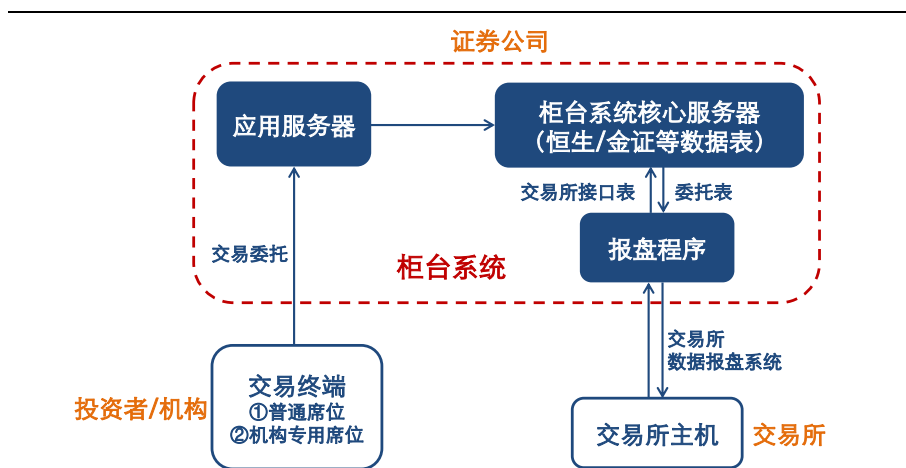 证券公司
应用服务器
柜台系统核心服务器
（恒生/金证等数据表）
交易所接口表
委托表
交易委托
报盘程序
柜台系统
交易所
数据报盘系统
投资者/机构
交易终端
①普通席位
②机构专用席位
交易所主机
交易所